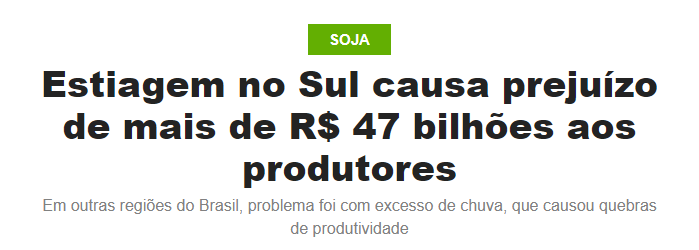 SOJA
Estiagem no Sul causa prejuízo
de mais de R$ 47 bilhões aos
produtores
Em outras regiões do Brasil, problema foi com excesso de chuva, que causou quebras
de produtividade